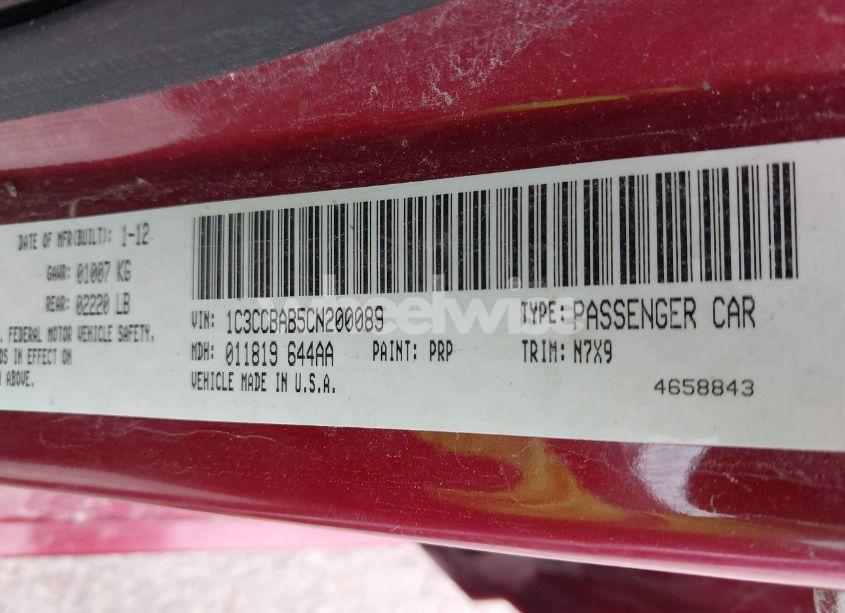 DATE OF MFR(BUILT): 1-12
GAWR: 01007 KG
REAR: 02220 LB
. FEDERAL MOTOR VEHICLE SAFETY.
DS IN EFFECT ON
ABOVE.
VIN: 1C3CCBAB5CN200089 TYPE: PASSENGER CAR
MDH: 011819 644AA PAINT: PRP TRIM: N7X9
VEHICLE MADE IN U.S.A.
4658843
wheelwise